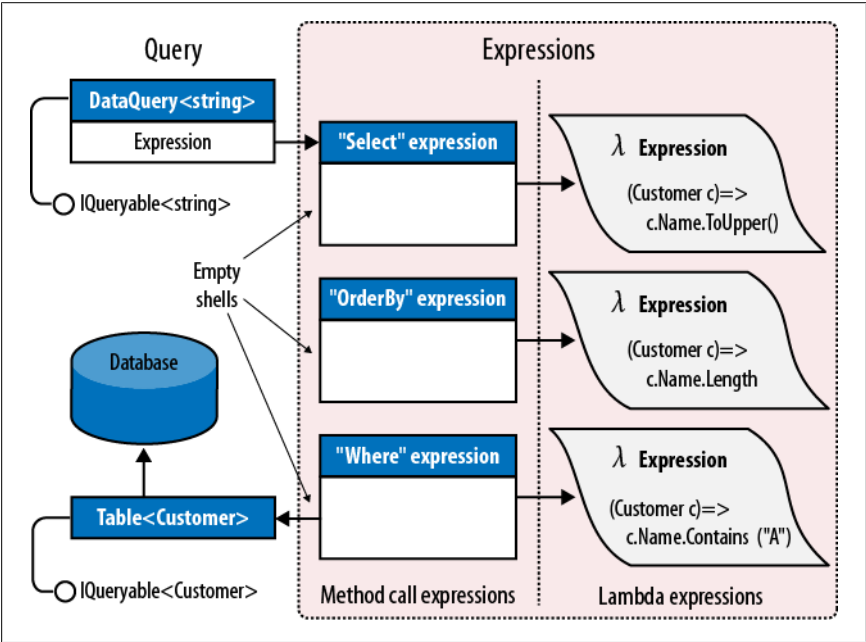 Query
Expressions
DataQuery<string>
Expression
IQueryable<string>
"Select" expression
λ Expression
(Customer c)=>
c.Name.ToUpper()
Empty
shells
"OrderBy" expression
λ Expression
(Customer c)=>
c.Name.Length
Database
"Where" expression
λ Expression
(Customer c)=>
c.Name.Contains ("A")
Table<Customer>
IQueryable<Customer>
Method call expressions
Lambda expressions